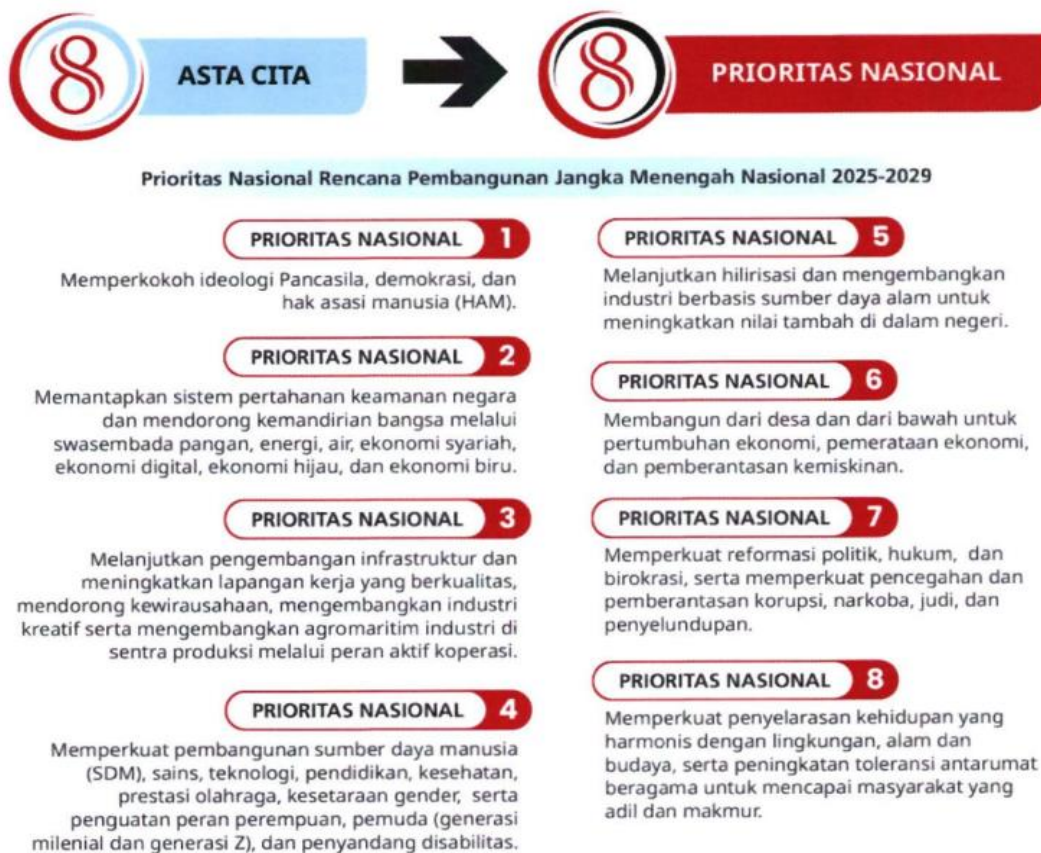 8 ASTA CITA
8 PRIORITAS NASIONAL
Prioritas Nasional Rencana Pembangunan Jangka Menengah Nasional 2025-2029
PRIORITAS NASIONAL 1
Memperkokoh ideologi Pancasila, demokrasi, dan
hak asasi manusia (HAM).
PRIORITAS NASIONAL 2
Memantapkan sistem pertahanan keamanan negara
dan mendorong kemandirian bangsa melalui
swasembada pangan, energi, air, ekonomi syariah,
ekonomi digital, ekonomi hijau, dan ekonomi biru.
PRIORITAS NASIONAL 3
Melanjutkan pengembangan infrastruktur dan
meningkatkan lapangan kerja yang berkualitas,
mendorong kewirausahaan, mengembangkan industri
kreatif serta mengembangkan agromaritim industri di
sentra produksi melalui peran aktif koperasi.
PRIORITAS NASIONAL 4
Memperkuat pembangunan sumber daya manusia
(SDM), sains, teknologi, pendidikan, kesehatan,
prestasi olahraga, kesetaraan gender, serta
penguatan peran perempuan, pemuda (generasi
milenial dan generasi Z), dan penyandang disabilitas.
PRIORITAS NASIONAL 5
Melanjutkan hilirisasi dan mengembangkan
industri berbasis sumber daya alam untuk
meningkatkan nilai tambah di dalam negeri.
PRIORITAS NASIONAL 6
Membangun dari desa dan dari bawah untuk
pertumbuhan ekonomi, pemerataan ekonomi,
dan pemberantasan kemiskinan.
PRIORITAS NASIONAL 7
Memperkuat reformasi politik, hukum, dan
birokrasi, serta memperkuat pencegahan dan
pemberantasan korupsi, narkoba, judi, dan
penyelundupan.
PRIORITAS NASIONAL 8
Memperkuat penyelarasan kehidupan yang
harmonis dengan lingkungan, alam dan
budaya, serta peningkatan toleransi antarumat
beragama untuk mencapai masyarakat yang
adil dan makmur.